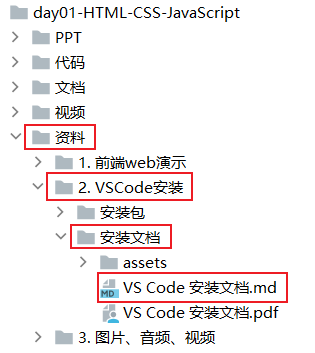 day01-HTML-CSS-JavaScript
PPT
代码
文档
视频
资料
1. 前端web演示
2. VSCode安装
安装包
安装文档
assets
VS Code 安装文档.md
VS Code 安装文档.pdf
3. 图片、音频、视频